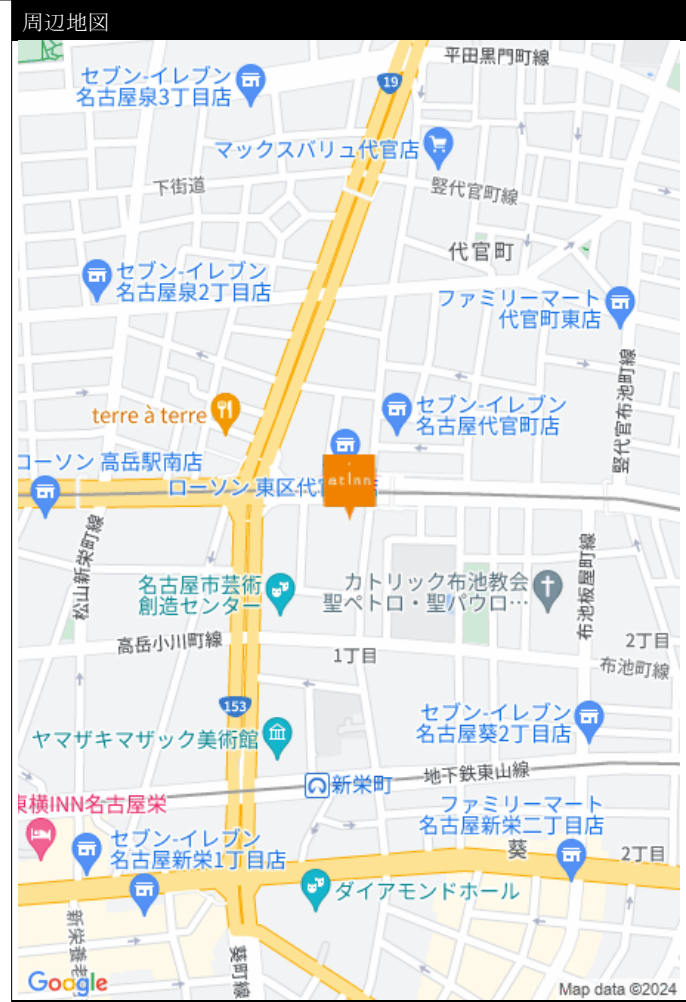 周辺地図
平田黒門町線
セブン-イレブン
名古屋泉3丁目店
19
マックスバリュ代官店
下街道
竪代官町線
代官町
セブン-イレブン
名古屋泉2丁目店
ファミリーマート
代官町東店
竪代官布池町線
terre à terre
セブン-イレブン
名古屋代官町店
ローソン 高岳駅南店
ローソン 東区代官
店
at inn
松山新栄町線
布池板屋町線
名古屋市芸術
創造センター
カトリック布池教会
聖ペトロ・聖パウロ…
高岳小川町線
1丁目
2丁目
布池町線
153
セブン-イレブン
名古屋葵2丁目店
ヤマザキマザック美術館
地下鉄東山線
新栄町
東横INN名古屋栄
ファミリーマート
名古屋新栄二丁目店
セブン-イレブン
名古屋新栄1丁目店
葵
2丁目
ダイアモンドホール
新栄養老
葵町線
Google
Map data ©2024